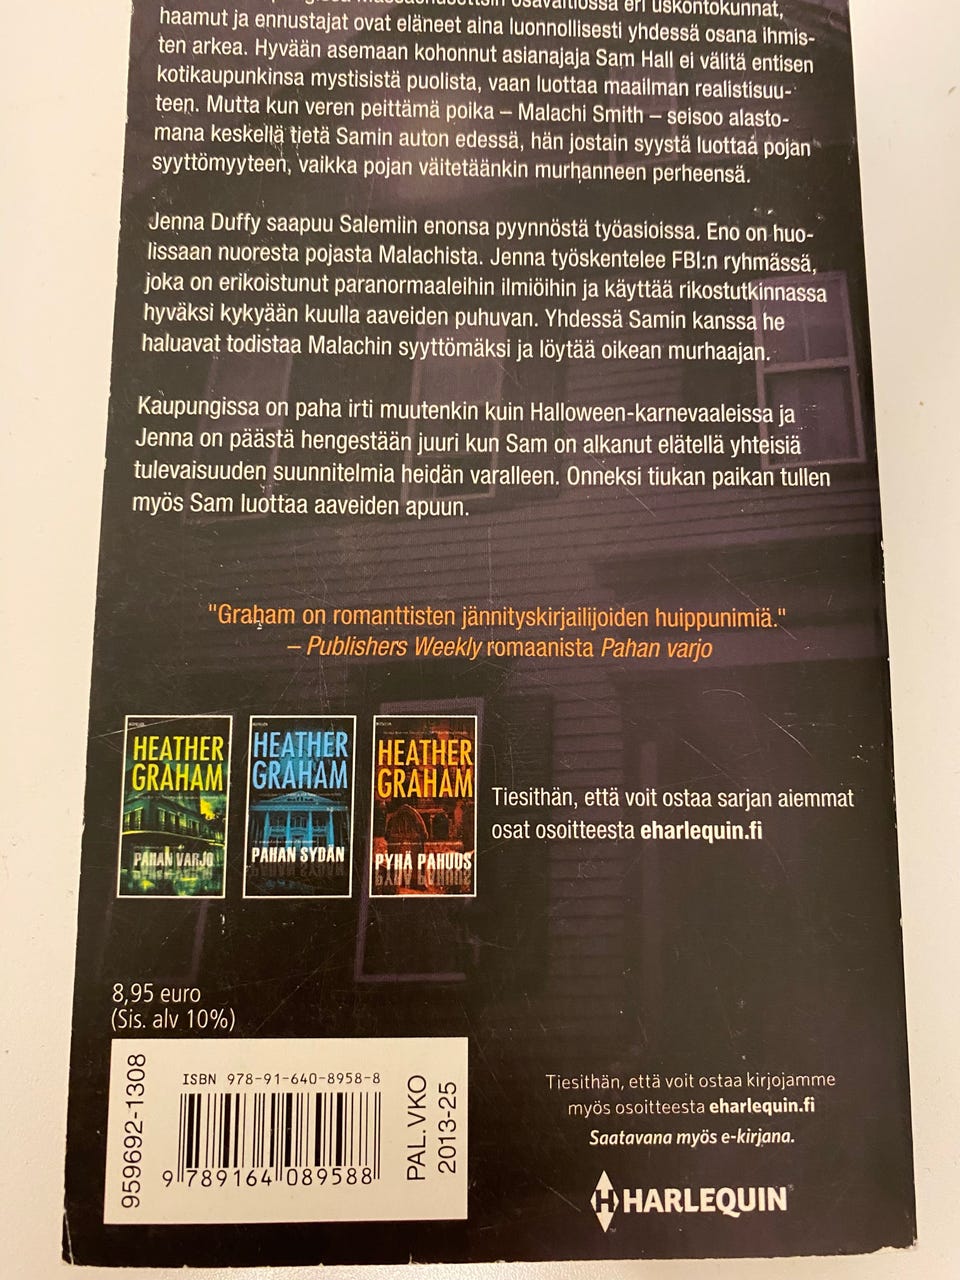 Massachusettsin osavaltiossa eri uskontokunnat,
haamut ja ennustajat ovat eläneet aina luonnollisesti yhdessä osana ihmis-
ten arkea. Hyvään asemaan kohonnut asianajaja Sam Hall ei välitä entisen
kotikaupunkinsa mystisistä puolista, vaan luottaa maailman realistisuu-
teen. Mutta kun veren peittämä poika – Malachi Smith – seisoo alasto-
mana keskellä tietä Samin auton edessä, hän jostain syystä luottaa pojan
syyttömyyteen, vaikka pojan väitetäänkin murhanneen perheensä.
Jenna Duffy saapuu Salemiin enonsa pyynnöstä työasioissa. Eno on huo-
lissaan nuoresta pojasta Malachista. Jenna työskentelee FBI:n ryhmässä,
joka on erikoistunut paranormaaleihin ilmiöihin ja käyttää rikostutkinnassa
hyväksi kykyään kuulla aaveiden puhuvan. Yhdessä Samin kanssa he
haluavat todistaa Malachin syyttömäksi ja löytää oikean murhaajan.
Kaupungissa on paha irti muutenkin kuin Halloween-karnevaaleissa ja
Jenna on päästä hengestään juuri kun Sam on alkanut elätellä yhteisiä
tulevaisuuden suunnitelmia heidän varalleen. Onneksi tiukan paikan tullen
myös Sam luottaa aaveiden apuun.
"Graham on romanttisten jännityskirjailijoiden huippunimiä."
– Publishers Weekly romaanista Pahan varjo
HEATHER
GRAHAM
PAHAN VARJO
HEATHER
GRAHAM
PAHAN SYDÄN
HEATHER
GRAHAM
PYHÄ PAHUUS
Tiesithän, että voit ostaa sarjan aiemmat
osat osoitteesta eharlequin.fi
8,95 euro
(Sis. alv 10%)
959692-1308
ISBN 978-91-640-8958-8
9 789164 089588
PAL.VKO
2013-25
Tiesithän, että voit ostaa kirjojamme
myös osoitteesta eharlequin.fi
Saatavana myös e-kirjana.
H HARLEQUIN